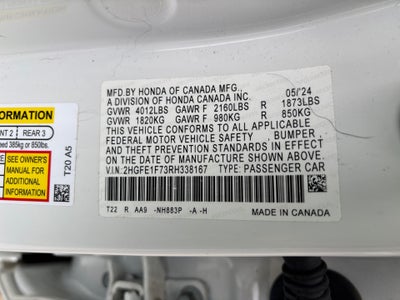 MFD.BY HONDA OF CANADA MFG., 05/'24
A DIVISION OF HONDA CANADA INC.
GVWR 4012LBS GAWR F 2160LBS R 1873LBS
GVWR 1820KG GAWR F 980KG R 850KG
THIS VEHICLE CONFORMS TO ALL APPLICABLE
FEDERAL MOTOR VEHICLE SAFETY, BUMPER,
AND THEFT PREVENTION STANDARDS IN EFFECT ON
THE DATE OF MANUFACTURE SHOWN ABOVE.
V.I.N:2HGFE1F73RH338167 TYPE: PASSENGER CAR
T22 R AA9 -NH883P -A -H
MADE IN CANADA
FORMATION
2 REAR 3
eed 385kg or 850lbs.
SEE OWNER'S
MANUAL FOR
ADDITIONAL
INFORMATION
T20 A5